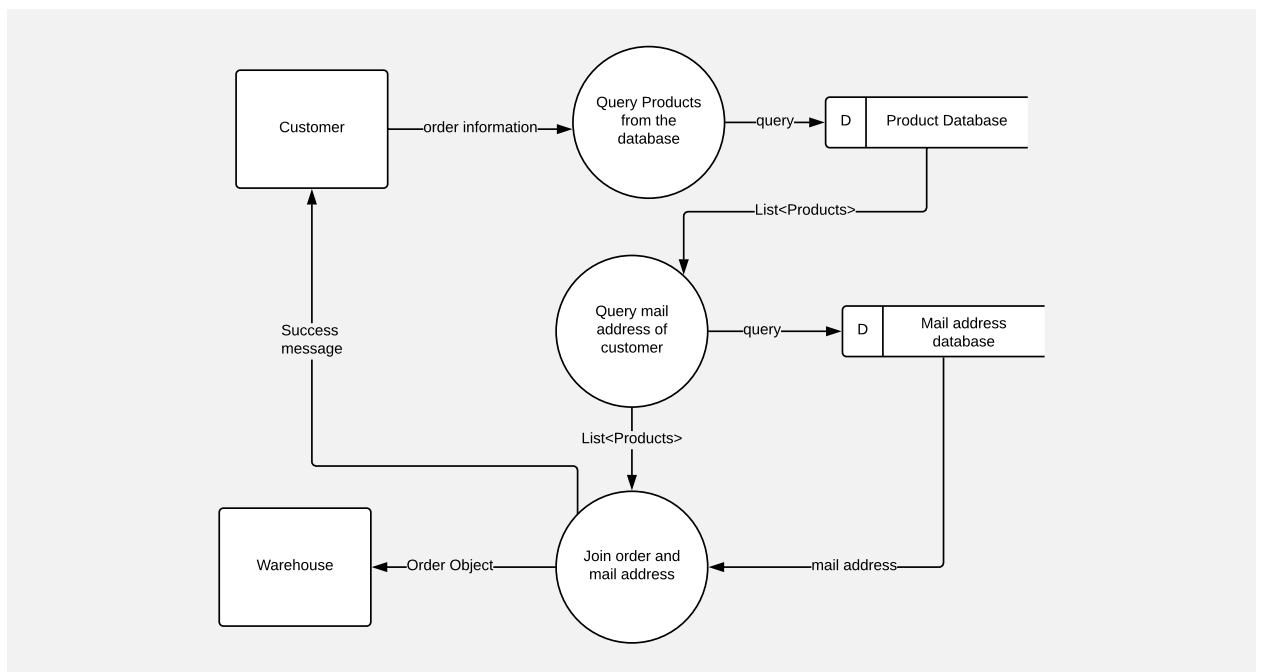 Customer
order information
Query Products
from the
database
query
D
Product Database
List<Products>
Query mail
address of
customer
query
D
Mail address
database
Success
message
List<Products>
Warehouse
Order Object
Join order and
mail address
mail address